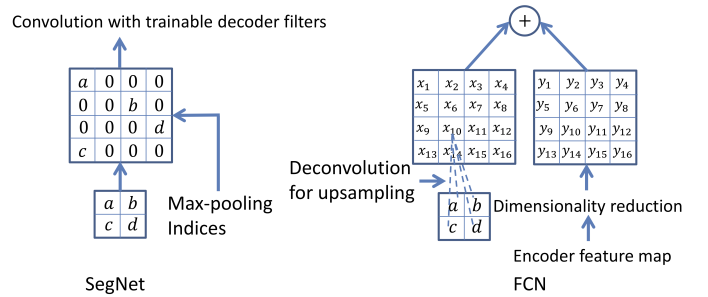 Convolution with trainable decoder filters
a 0 0 0
0 0 b 0
0 0 0 d
c 0 0 0
a b
c d
Max-pooling
Indices
SegNet
+
x₁ x₂ x₃ x₄
x₅ x₆ x₇ x₈
x₉ x₁₀ x₁₁ x₁₂
x₁₃ x₁₄ x₁₅ x₁₆
y₁ y₂ y₃ y₄
y₅ y₆ y₇ y₈
y₉ y₁₀ y₁₁ y₁₂
y₁₃ y₁₄ y₁₅ y₁₆
Deconvolution
for upsampling
a b
c d
Dimensionality reduction
Encoder feature map
FCN